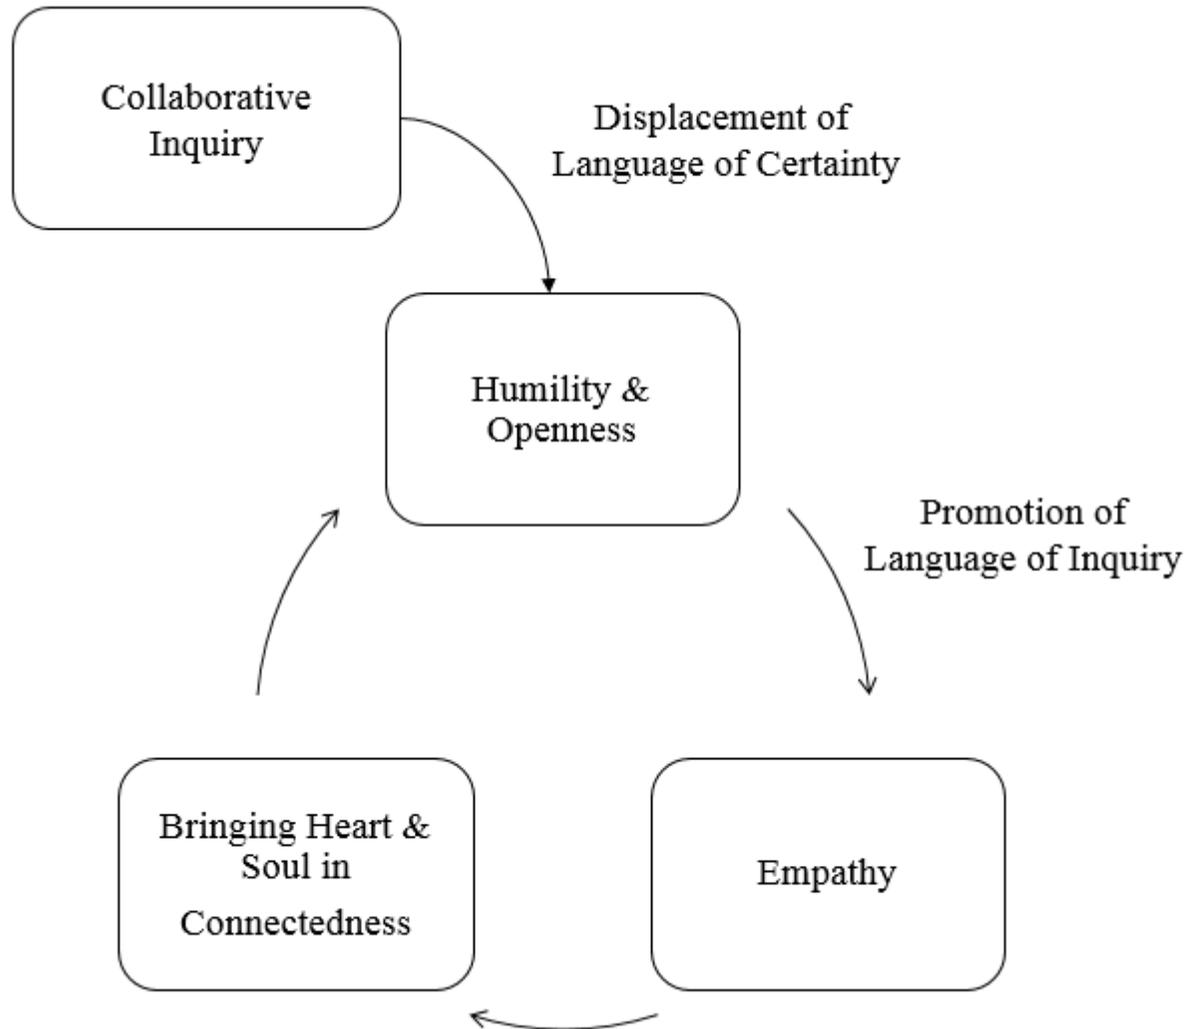 Collaborative
Inquiry
Displacement of
Language of Certainty
Humility &
Openness
Promotion of
Language of Inquiry
Bringing Heart &
Soul in
Connectedness
Empathy